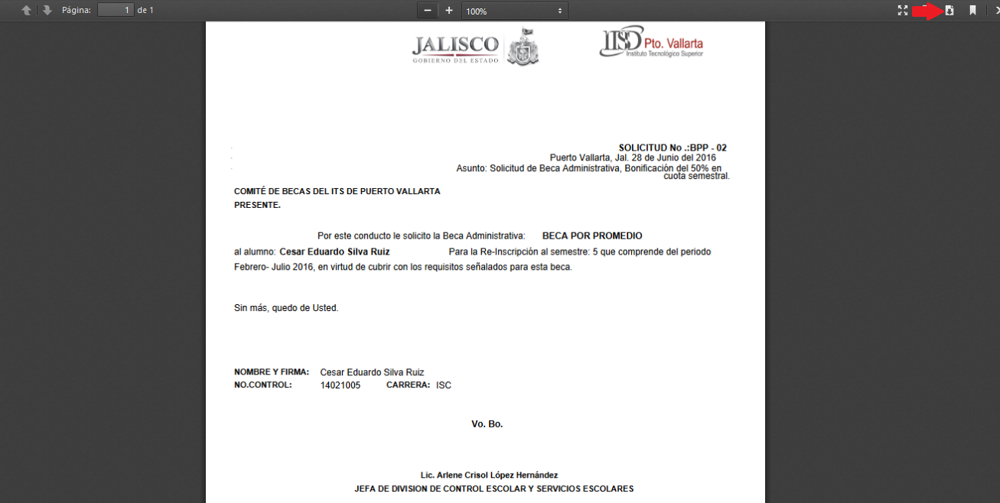 Página: 1 de 1
100%
JALISCO
GOBIERNO DEL ESTADO
ITS Pto. Vallarta
Instituto Tecnológico Superior
SOLICITUD No .:BPP - 02
Puerto Vallarta, Jal. 28 de Junio del 2016
Asunto: Solicitud de Beca Administrativa, Bonificación del 50% en
cuota semestral.
COMITÉ DE BECAS DEL ITS DE PUERTO VALLARTA
PRESENTE.
Por este conducto le solicito la Beca Administrativa: BECA POR PROMEDIO
al alumno: Cesar Eduardo Silva Ruiz Para la Re-Inscripción al semestre: 5 que comprende del periodo
Febrero- Julio 2016, en virtud de cubrir con los requisitos señalados para esta beca.
Sin más, quedo de Usted.
NOMBRE Y FIRMA: Cesar Eduardo Silva Ruiz
NO.CONTROL: 14021005 CARRERA: ISC
Vo. Bo.
Lic. Arlene Crisol López Hernández
JEFA DE DIVISION DE CONTROL ESCOLAR Y SERVICIOS ESCOLARES